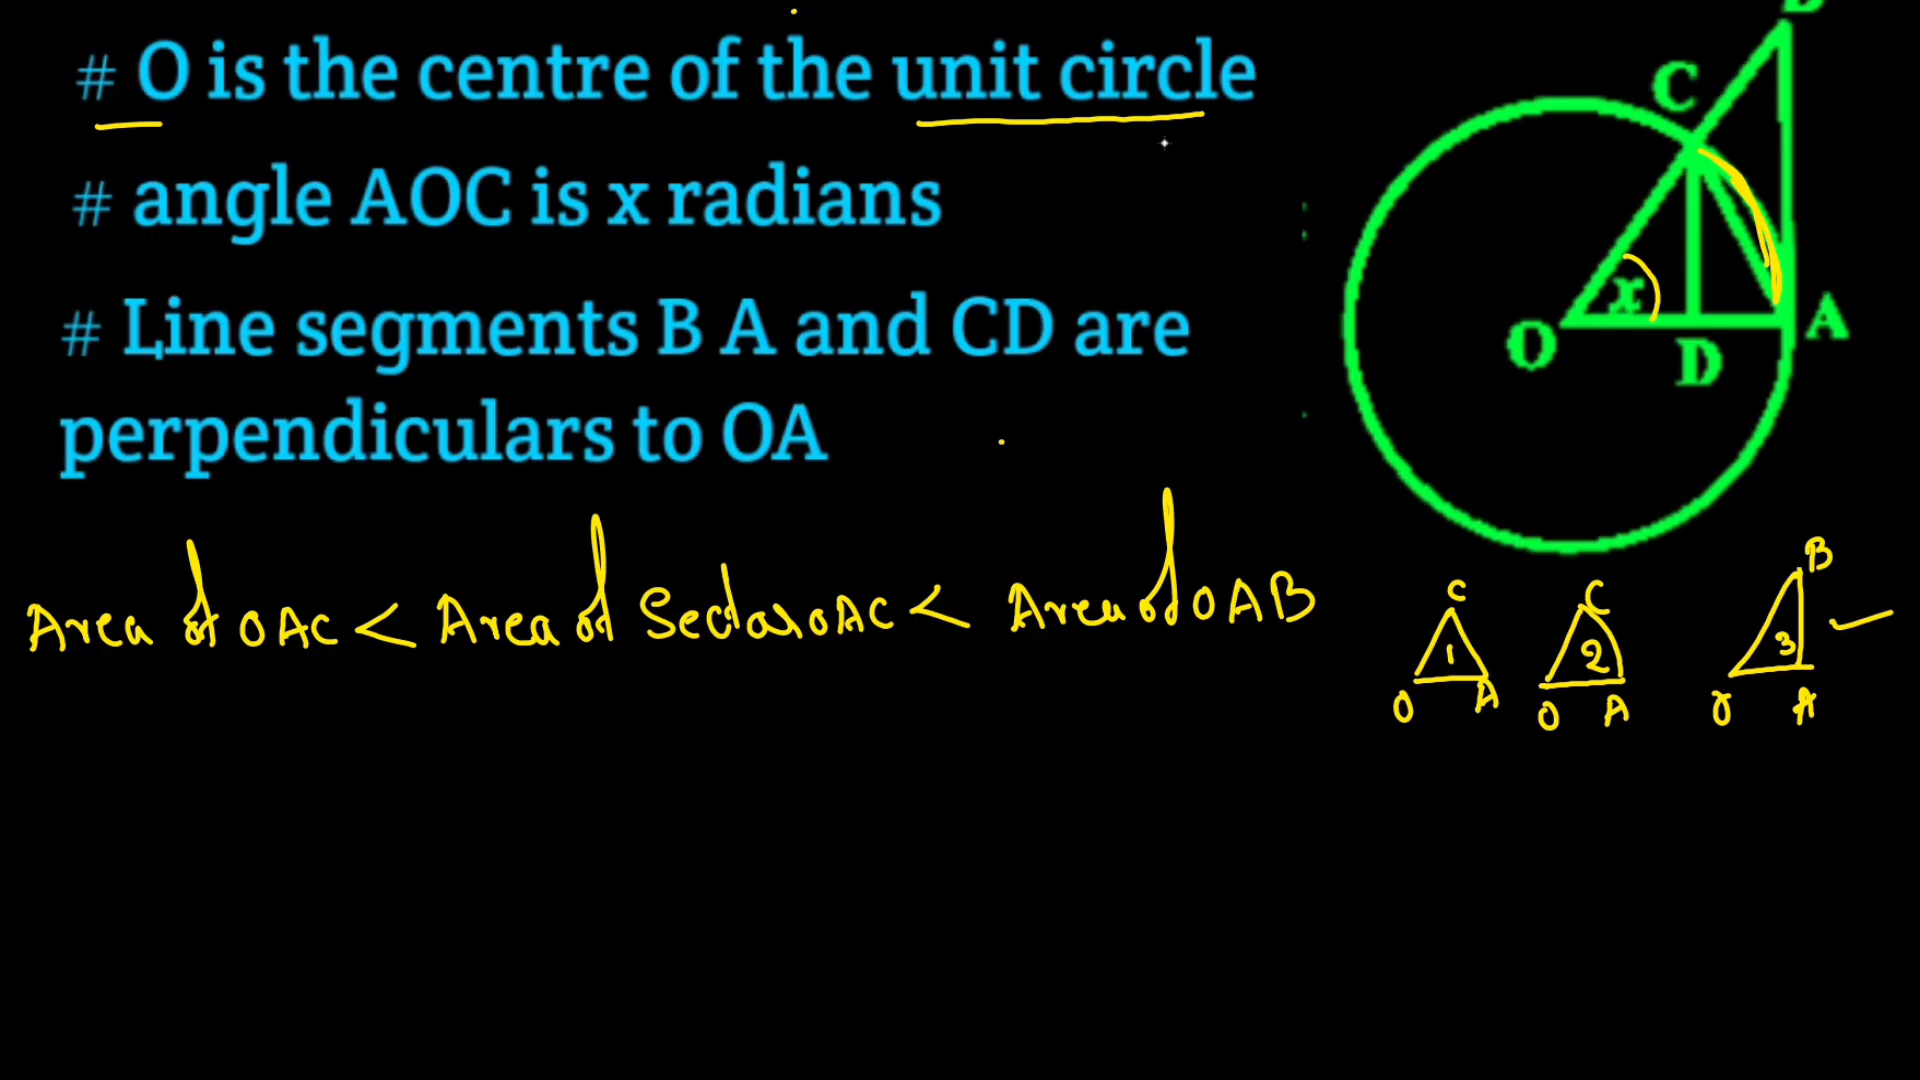 # O is the centre of the unit circle
# angle AOC is x radians
# Line segments B A and CD are
perpendiculars to OA
C
x
O
D
A
Area of OAC < Area of Sector OAC < Area of OAB
C
1
O A
C
2
O A
B
3
O A